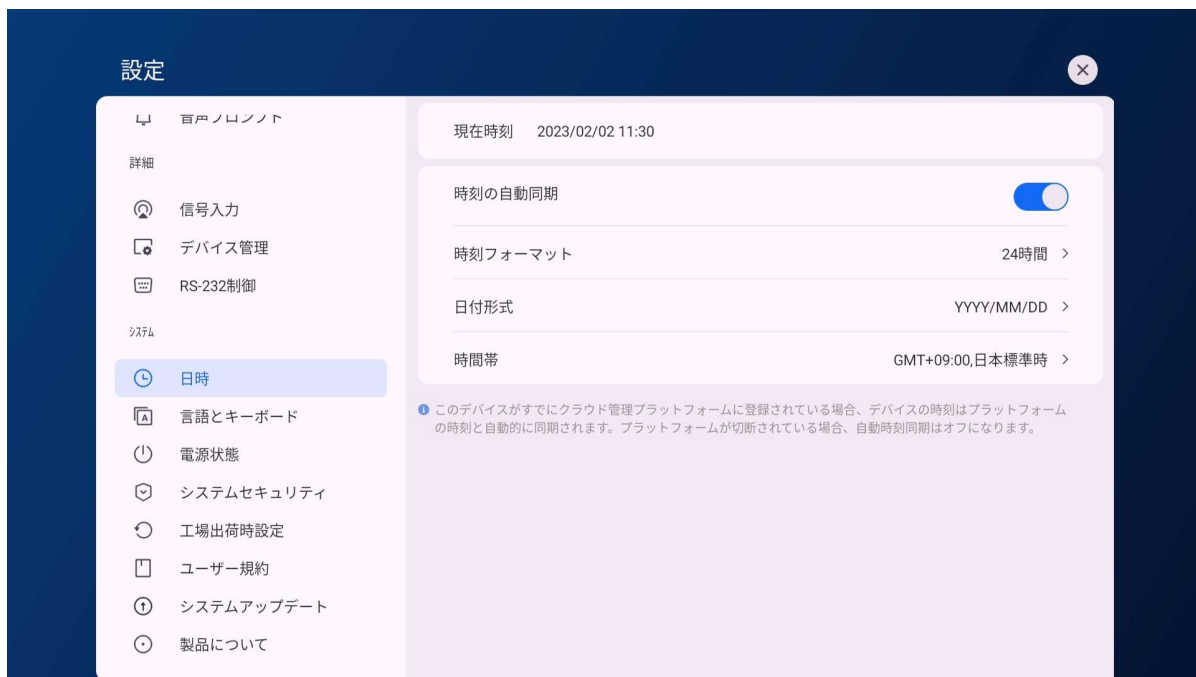 設定
詳細
信号入力
デバイス管理
RS-232制御
システム
日時
言語とキーボード
電源状態
システムセキュリティ
工場出荷時設定
ユーザー規約
システムアップデート
製品について
現在時刻 2023/02/02 11:30
時刻の自動同期
時刻フォーマット 24時間
日付形式 YYYY/MM/DD
時間帯 GMT+09:00,日本標準時
このデバイスがすでにクラウド管理プラットフォームに登録されている場合、デバイスの時刻はプラットフォーム
の時刻と自動的に同期されます。プラットフォームが切断されている場合、自動時刻同期はオフになります。